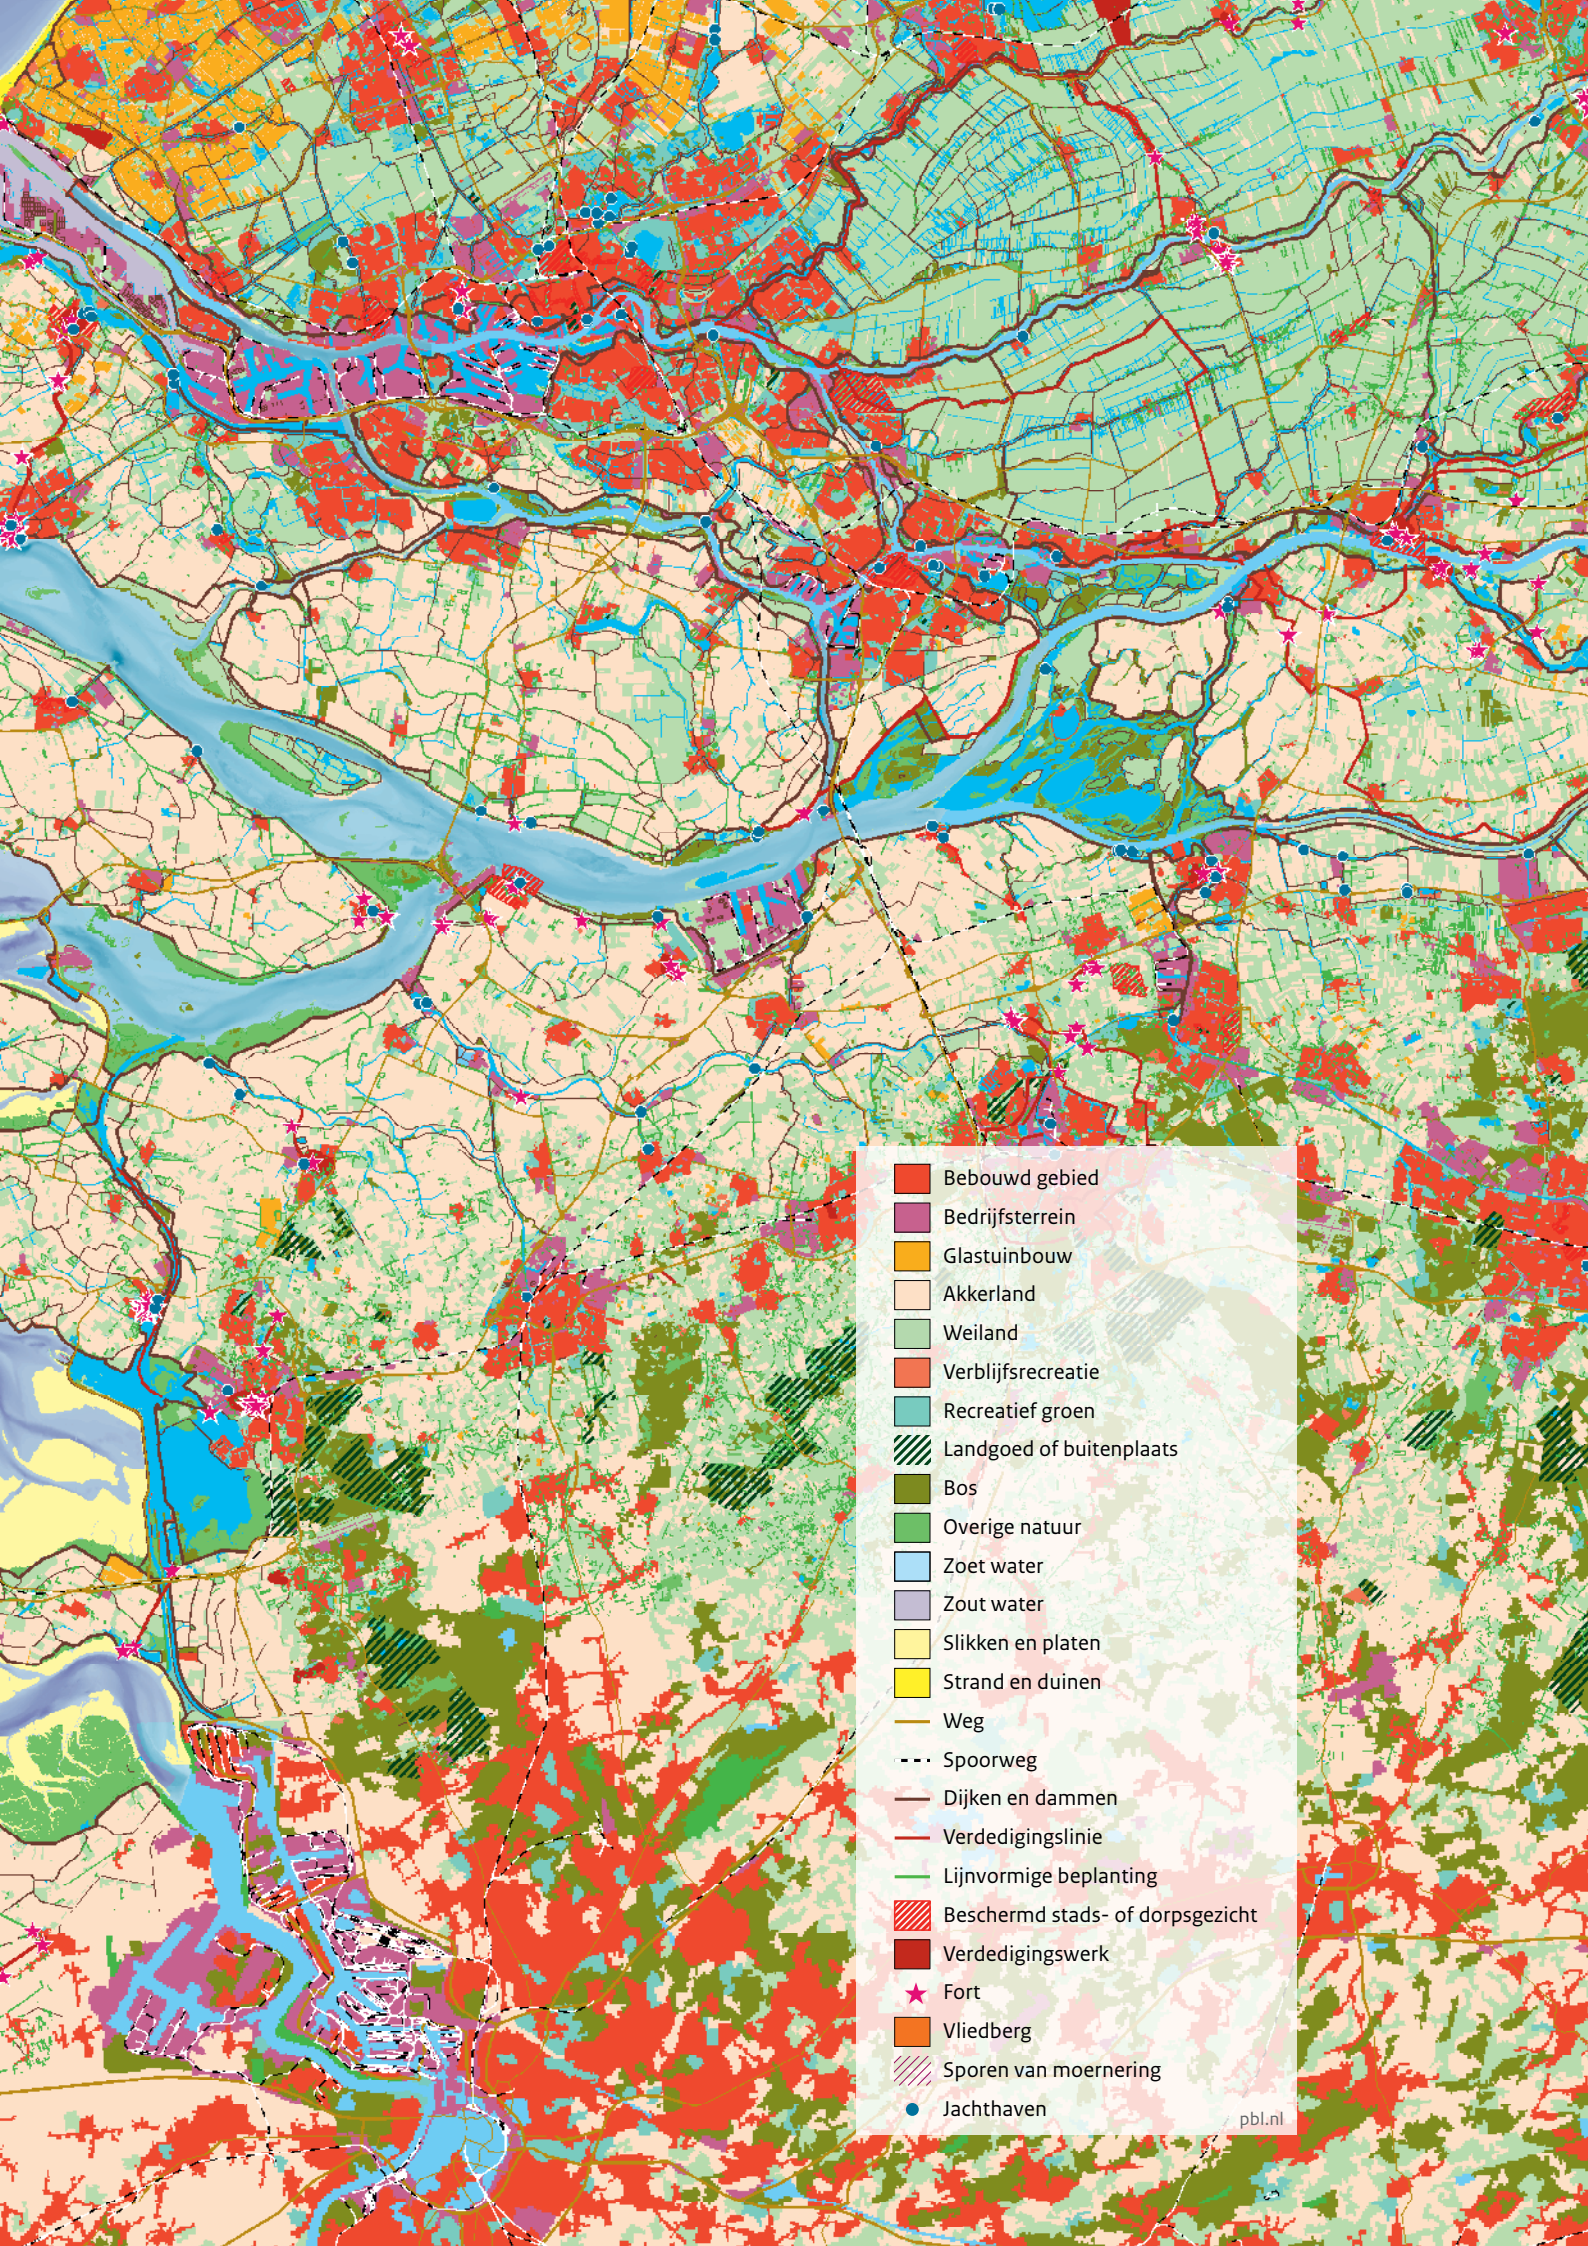 Bebouwd gebied
Bedrijfsterrein
Glastuinbouw
Akkerland
Weiland
Verblijfsrecreatie
Recreatief groen
Landgoed of buitenplaats
Bos
Overige natuur
Zoet water
Zout water
Slikken en platen
Strand en duinen
Weg
Spoorweg
Dijken en dammen
Verdedigingslinie
Lijnvormige beplanting
Beschermd stads- of dorpsgezicht
Verdedigingswerk
Fort
Vliedberg
Sporen van moernering
Jachthaven
pbl.nl